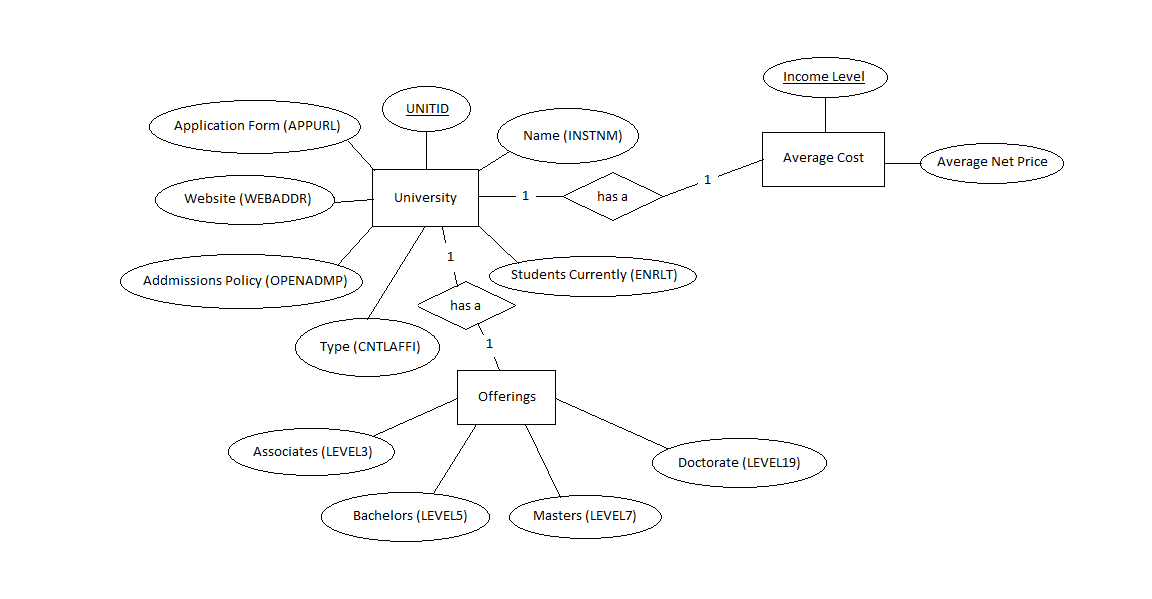 Income Level
UNITID
Application Form (APPURL)
Name (INSTNM)
Average Cost
Average Net Price
1
Website (WEBADDR)
University
1
has a
1
Addmissions Policy (OPENADMP)
Students Currently (ENRLT)
has a
1
Type (CNTLAFFI)
Offerings
Associates (LEVEL3)
Doctorate (LEVEL19)
Bachelors (LEVEL5)
Masters (LEVEL7)